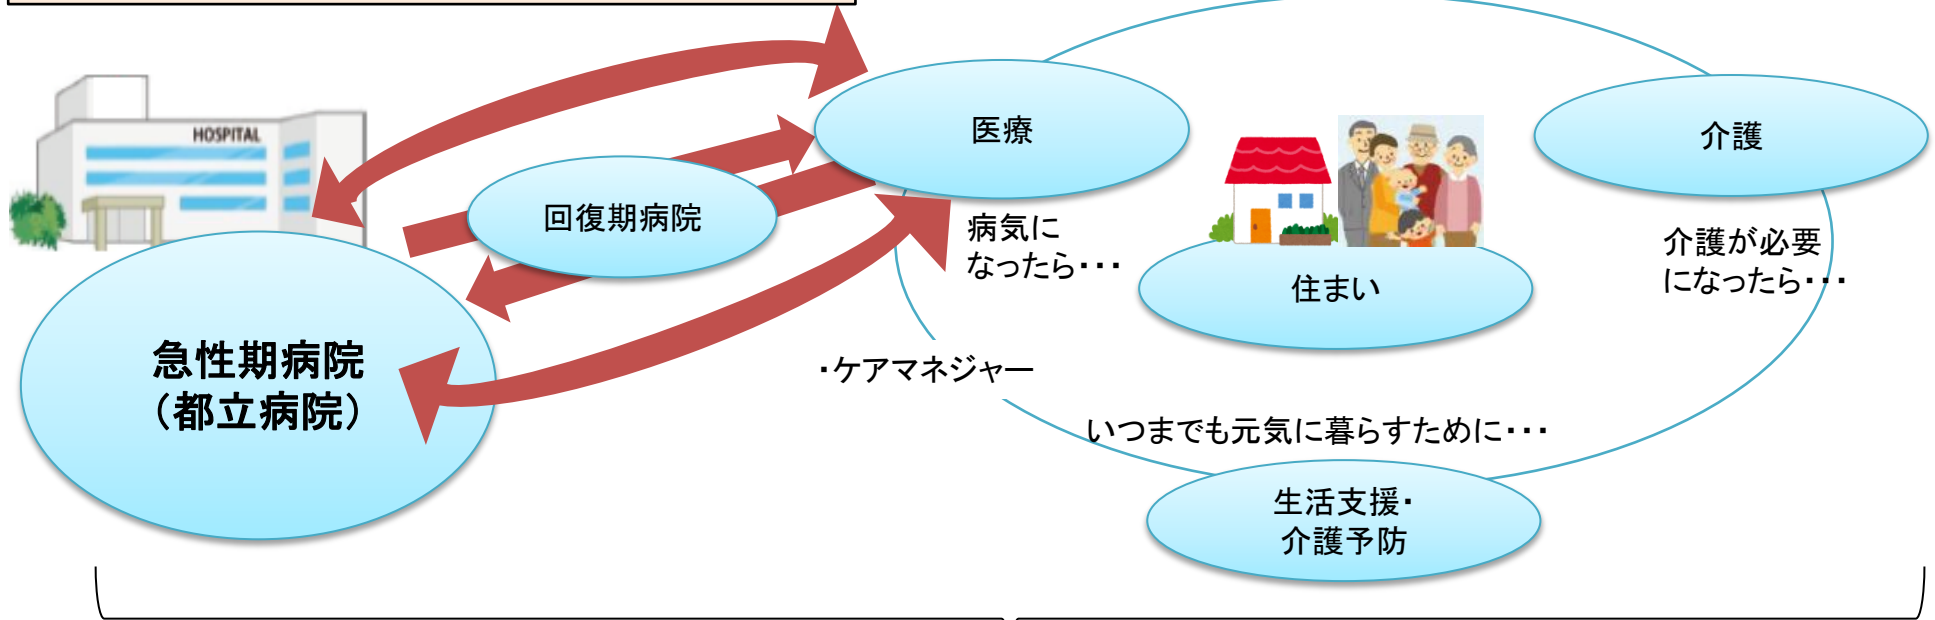 HOSPITAL
医療
介護
回復期病院
病気に
なったら・・・
介護が必要
になったら・・・
住まい
急性期病院
（都立病院）
・ケアマネジャー
いつまでも元気に暮らすために・・・
生活支援・
介護予防